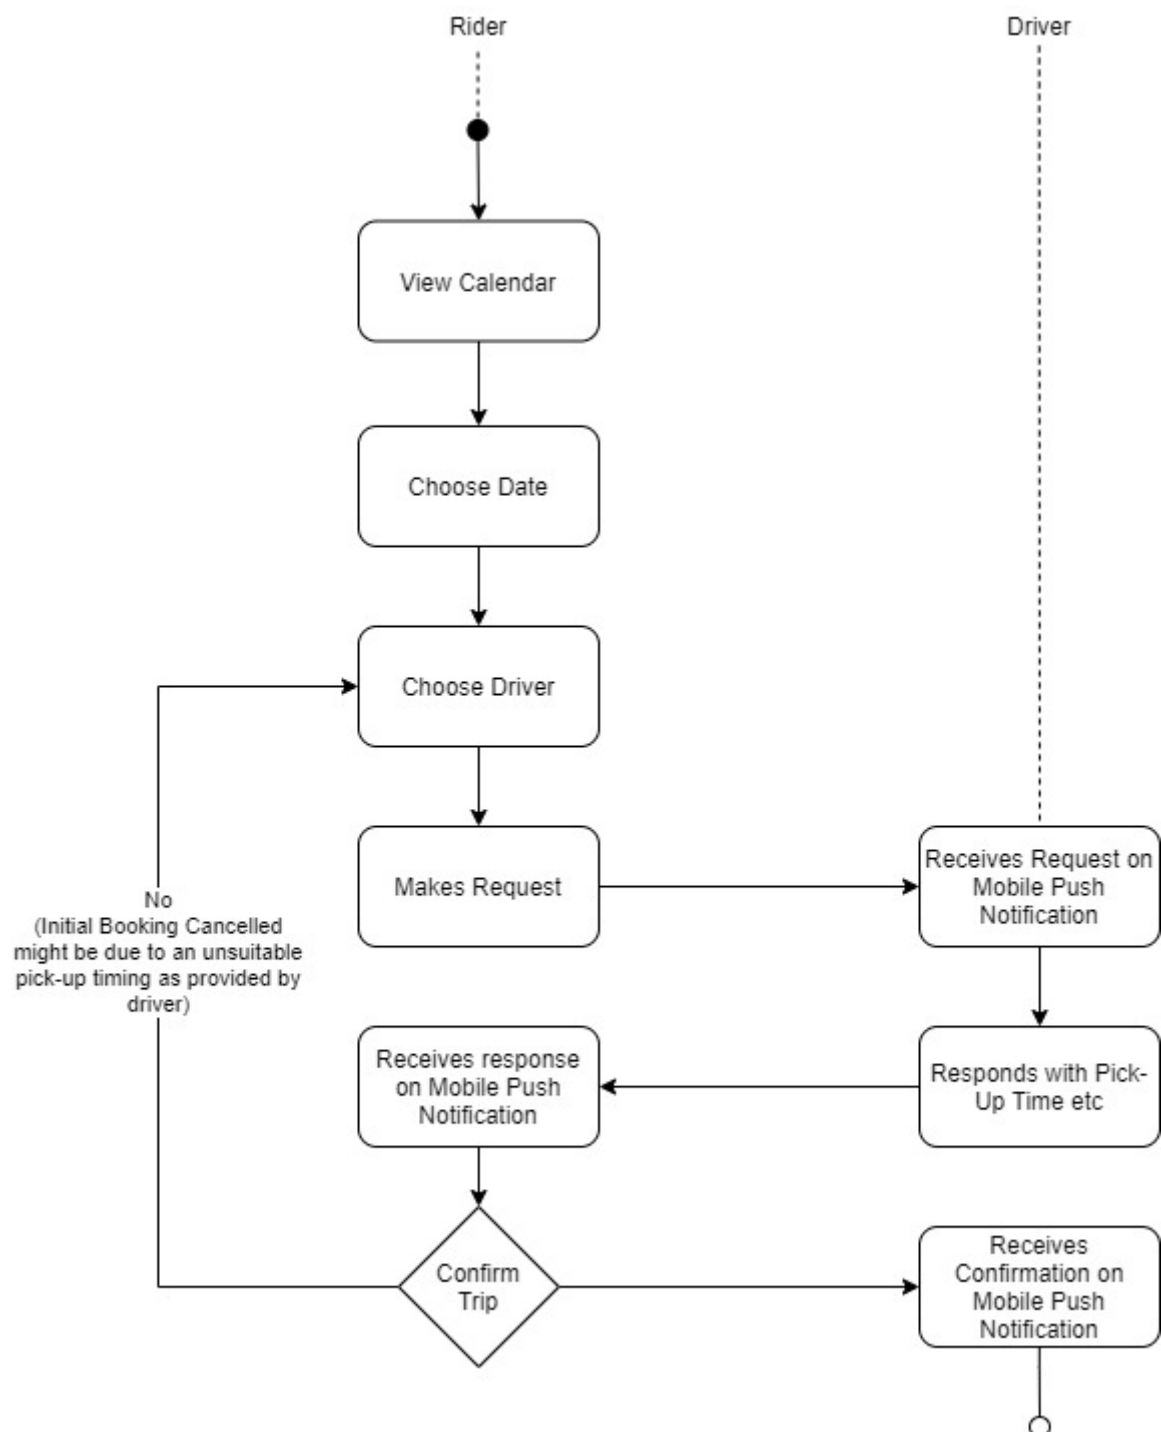 Rider
Driver
View Calendar
Choose Date
Choose Driver
Makes Request
Receives Request on
Mobile Push
Notification
No
(Initial Booking Cancelled
might be due to an unsuitable
pick-up timing as provided by
driver)
Receives response
on Mobile Push
Notification
Responds with Pick-
Up Time etc
Confirm
Trip
Receives
Confirmation on
Mobile Push
Notification